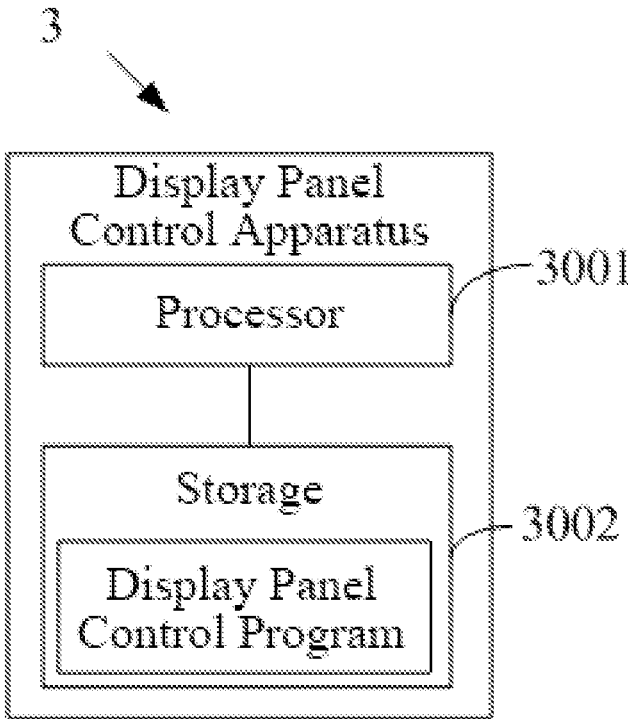 3
Display Panel
Control Apparatus
Processor
3001
Storage
3002
Display Panel
Control Program